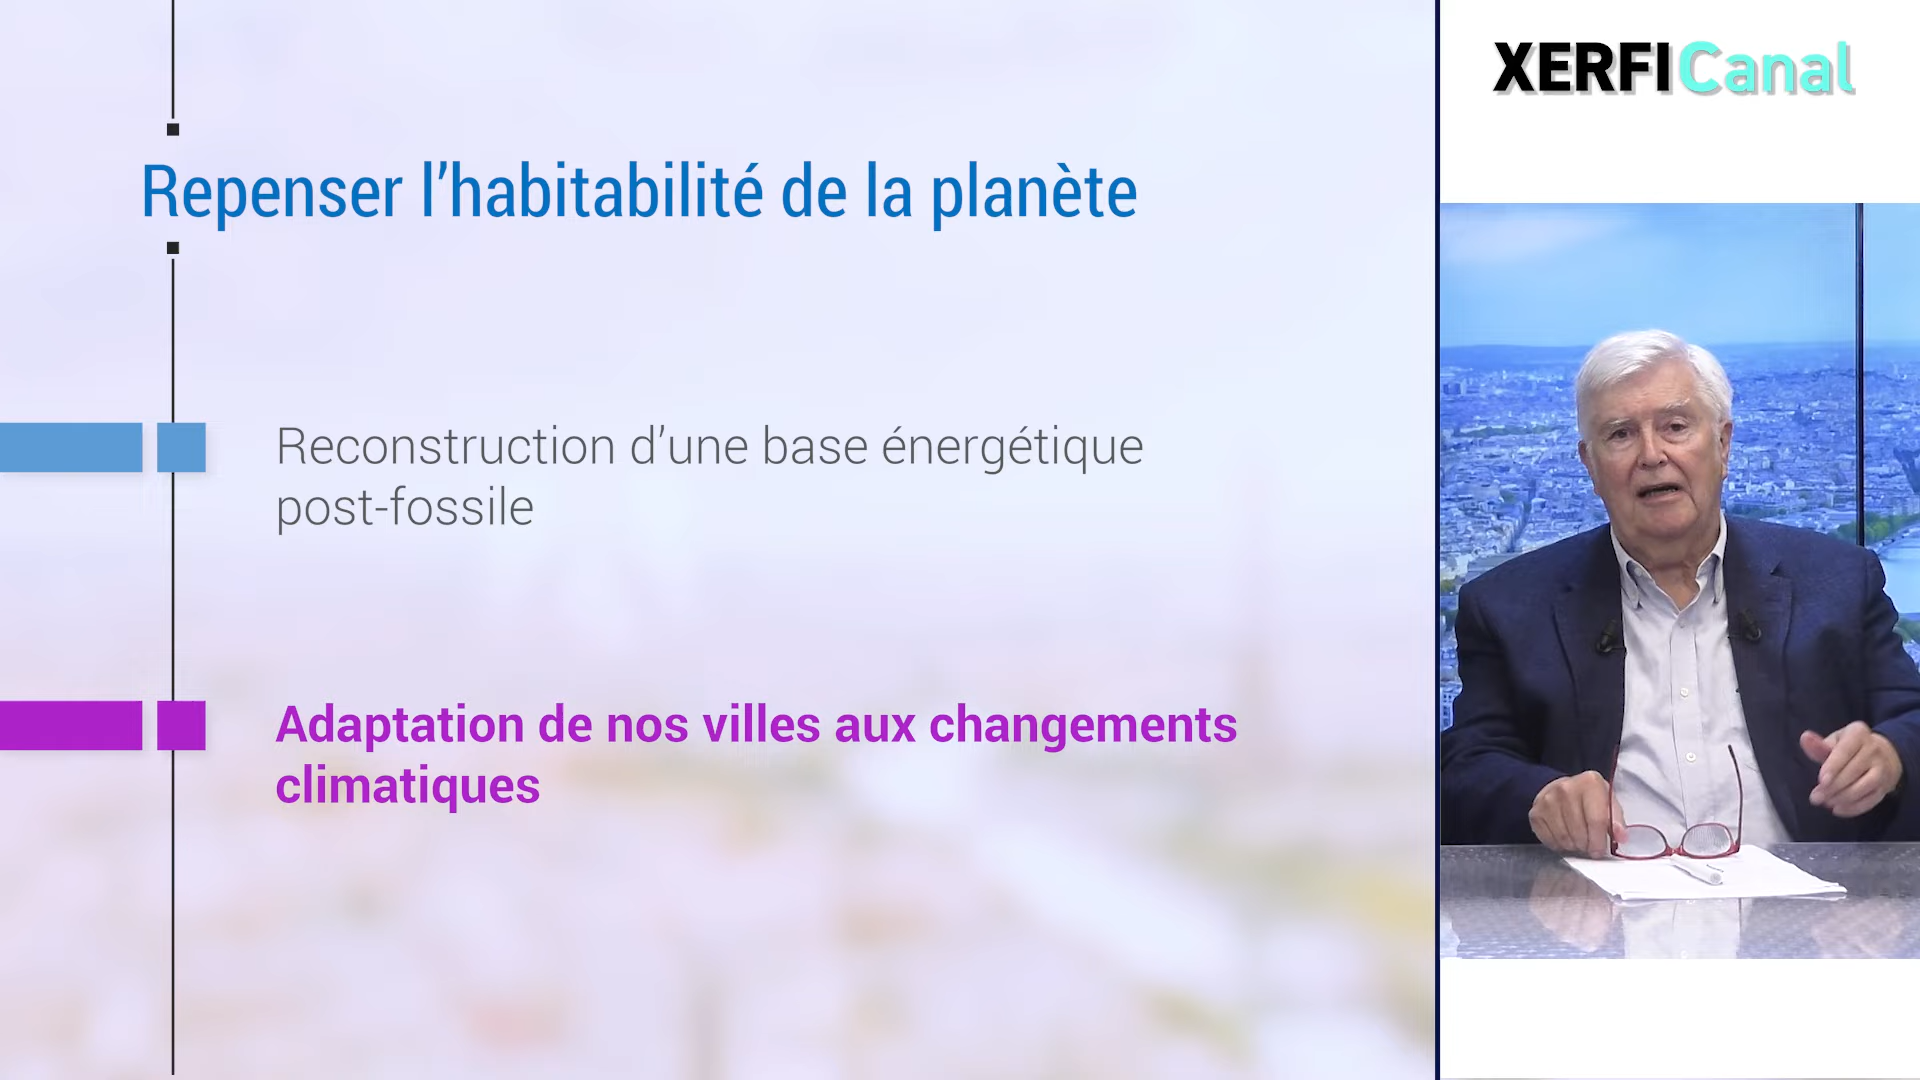 Repenser l’habitabilité de la planète
Reconstruction d’une base énergétique
post-fossile
Adaptation de nos villes aux changements
climatiques
XERFI Canal